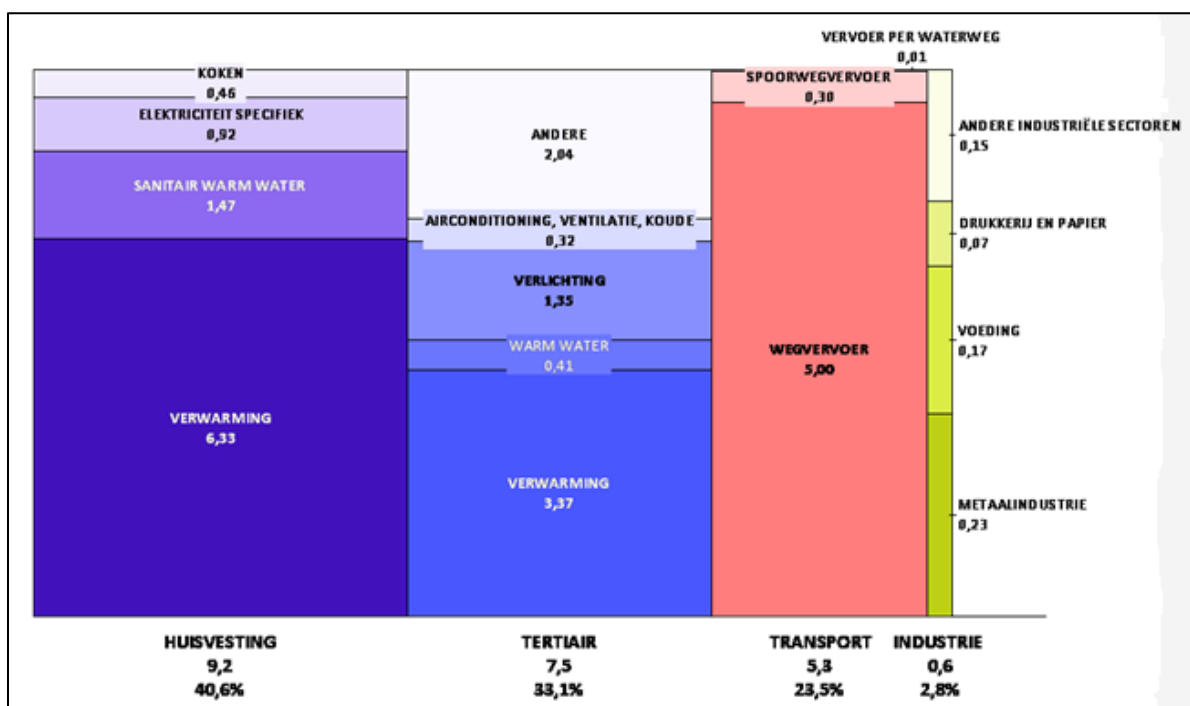 VERVOER PER WATERWEG
0,01
KOKEN
0,46
ELEKTRICITEIT SPECIFIEK
0,92
SANITAIR WARM WATER
1,47
VERWARMING
6,33
ANDERE
2,04
AIRCONDITIONING, VENTILATIE, KOUDE
0,32
VERLICHTING
1,35
WARM WATER
0,41
VERWARMING
3,37
SPOORWEGVERVOER
0,30
WEGVERVOER
5,00
ANDERE INDUSTRIËLE SECTOREN
0,15
DRUKKERIJ EN PAPIER
0,07
VOEDING
0,17
METAALINDUSTRIE
0,23
HUISVESTING
9,2
40,6%
TERTIAIR
7,5
33,1%
TRANSPORT
5,3
23,5%
INDUSTRIE
0,6
2,8%